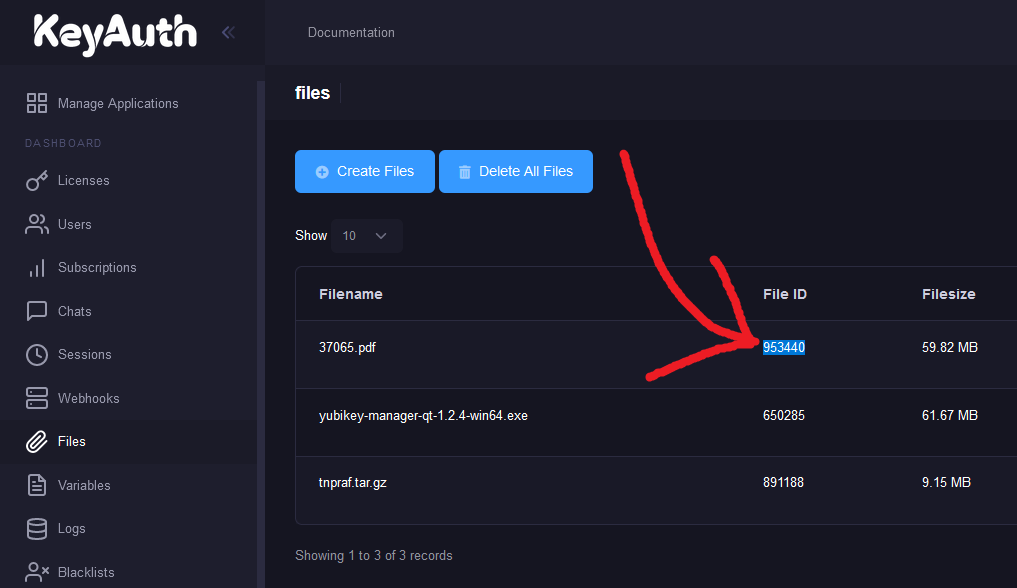 KeyAuth
Documentation
Manage Applications
DASHBOARD
Licenses
Users
Subscriptions
Chats
Sessions
Webhooks
Files
Variables
Logs
Blacklists
files
Create Files Delete All Files
Show 10
Filename File ID Filesize
37065.pdf 953440 59.82 MB
yubikey-manager-qt-1.2.4-win64.exe 650285 61.67 MB
tnpraf.tar.gz 891188 9.15 MB
Showing 1 to 3 of 3 records